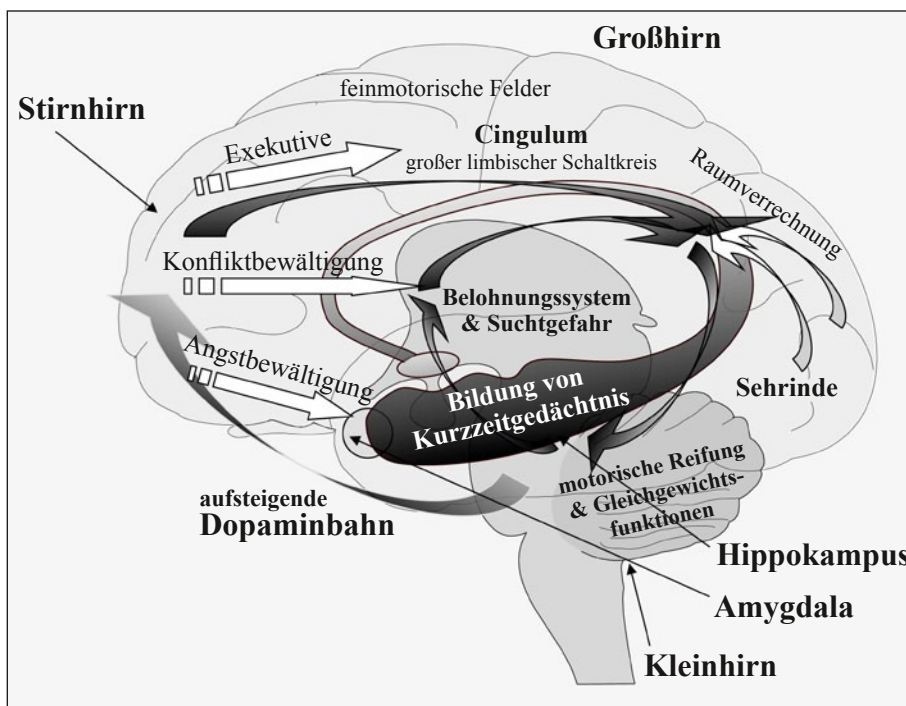 Großhirn
feinmotorische Felder
Stirnhirn
Exekutive
Cingulum
großer limbischer Schaltkreis
Raumverrechnung
Konfliktbewältigung
Belohnungssystem
& Suchtgefahr
Angstbewältigung
Sehrinde
Bildung von
Kurzzeitgedächtnis
motorische Reifung
& Gleichgewichts-
funktionen
aufsteigende
Dopaminbahn
Hippokampus
Amygdala
Kleinhirn